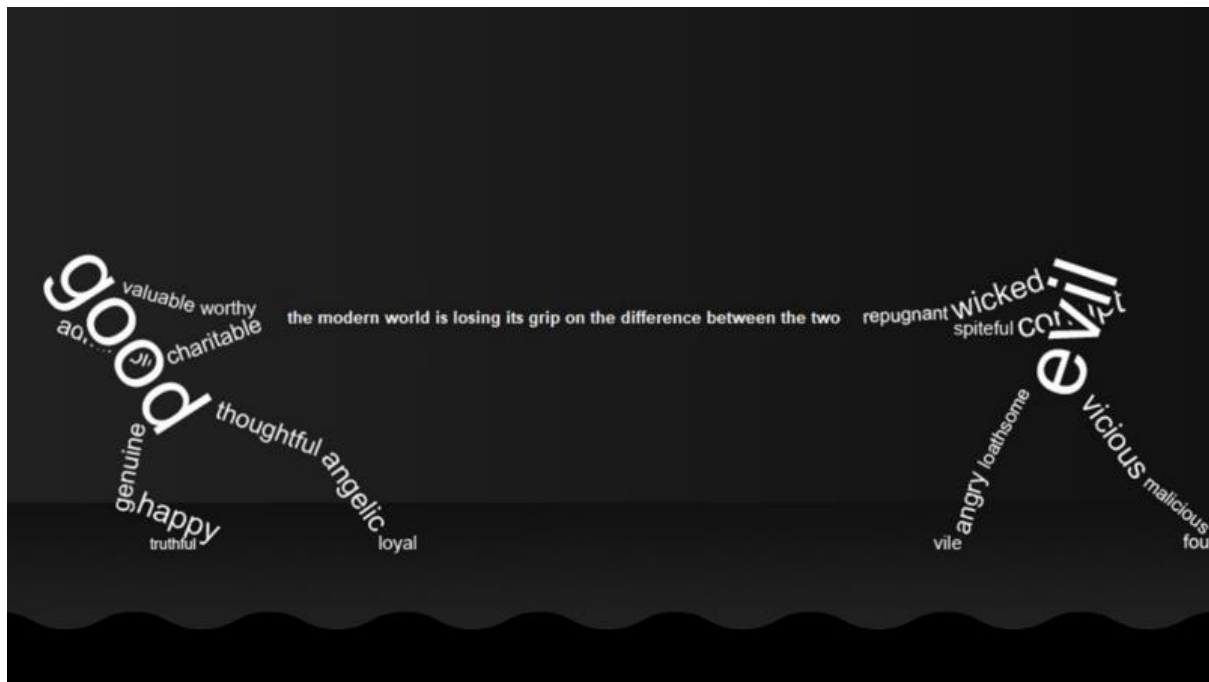 good
valuable worthy
charitable
thoughtful
angelic
loyal
genuine
happy
truthful
the modern world is losing its grip on the difference between the two
evil
repugnant wicked
spiteful
loathsome
angry
vile
vicious
malicious
fou